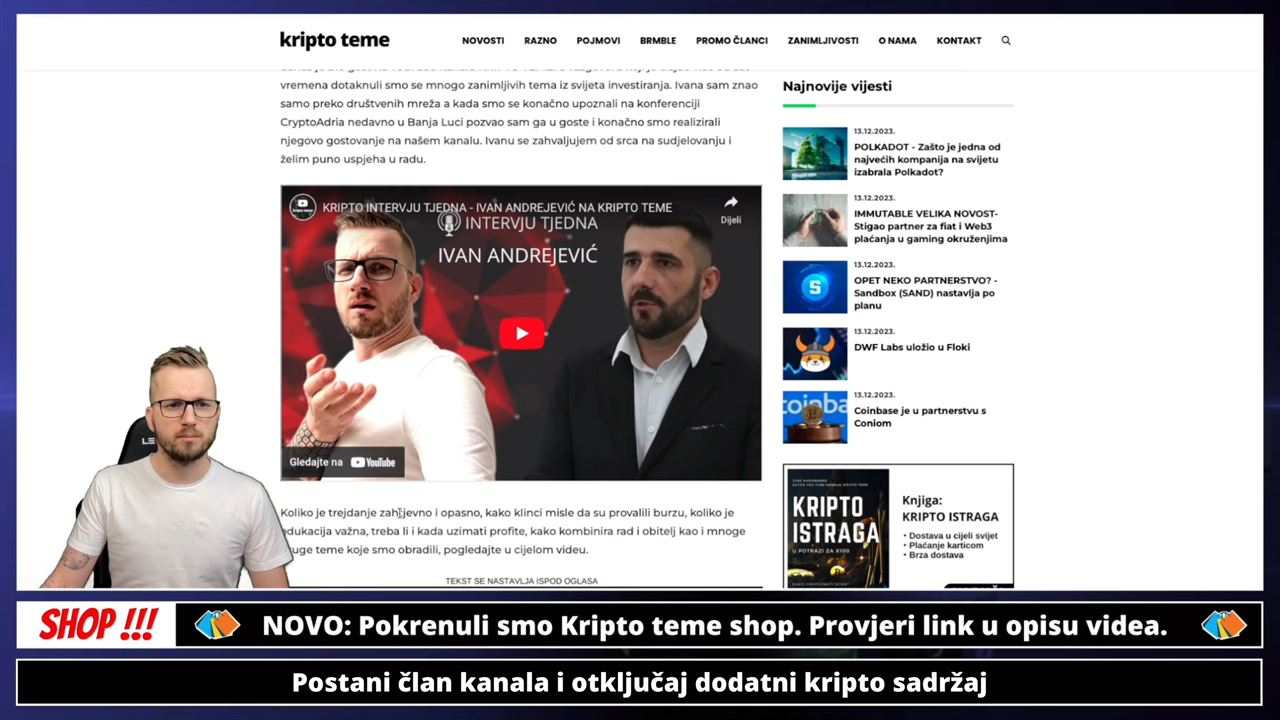 kripto teme
NOVOSTI RAZNO POJMOVI BRMBLE PROMO ČLANCI ZANIMLJIVOSTI O NAMA KONTAKT
vremena dotaknuli smo se mnogo zanimljivih tema iz svijeta investiranja. Ivana sam znao
samo preko društvenih mreža a kada smo se konačno upoznali na konferenciji
CryptoAdria nedavno u Banja Luci pozvao sam ga u goste i konačno smo realizirali
njegovo gostovanje na našem kanalu. Ivanu se zahvaljujem od srca na sudjelovanju i
želim puno uspjeha u radu.
KRIPTO INTERVJU TJEDNA - IVAN ANDREJEVIĆ NA KRIPTO TEME
Dijeli
INTERVJU TJEDNA
IVAN ANDREJEVIĆ
Gledajte na YouTube
Koliko je trejdanje zahtjevno i opasno, kako klinci misle da su provalili burzu, koliko je
edukacija važna, treba li i kada uzimati profite, kako kombinira rad i obitelj kao i mnoge
druge teme koje smo obradili, pogledajte u cijelom videu.
TEKST SE NASTAVLJA ISPOD OGLASA
Najnovije vijesti
13.12.2023.
POLKADOT - Zašto je jedna od
najvećih kompanija na svijetu
izabrala Polkadot?
13.12.2023.
IMMUTABLE VELIKA NOVOST-
Stigao partner za fiat i Web3
plaćanja u gaming okruženjima
13.12.2023.
OPET NEKO PARTNERSTVO? -
Sandbox (SAND) nastavlja po
planu
13.12.2023.
DWF Labs uložio u Floki
13.12.2023.
Coinbase je u partnerstvu s
Coniom
KRIPTO
ISTRAGA
U POTRAZI ZA X100
Knjiga:
KRIPTO ISTRAGA
• Dostava u cijeli svijet
• Plaćanje karticom
• Brza dostava
SHOP !!!
NOVO: Pokrenuli smo Kripto teme shop. Provjeri link u opisu videa.
Postani član kanala i otključaj dodatni kripto sadržaj